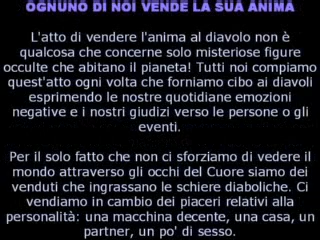 OGNUNO DI NOI VENDE LA SUA ANIMA
L'atto di vendere l'anima al diavolo non è
qualcosa che concerne solo misteriose figure
occulte che abitano il pianeta! Tutti noi compiamo
quest'atto ogni volta che forniamo cibo ai diavoli
esprimendo le nostre quotidiane emozioni
negative e i nostri giudizi verso le persone o gli
eventi.
Per il solo fatto che non ci sforziamo di vedere il
mondo attraverso gli occhi del Cuore siamo dei
venduti che ingrassano le schiere diaboliche. Ci
vendiamo in cambio dei piaceri relativi alla
personalità: una macchina decente, una casa, un
partner, un po' di sesso.